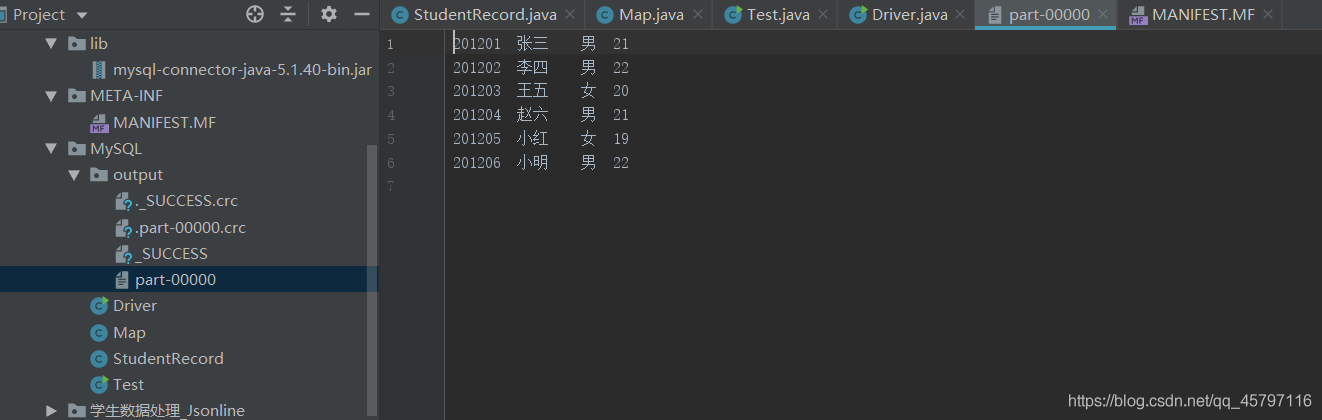 Project
StudentRecord.java
Map.java
Test.java
Driver.java
part-00000
MANIFEST.MF
lib
mysql-connector-java-5.1.40-bin.jar
META-INF
MF MANIFEST.MF
MySQL
output
._SUCCESS.crc
.part-00000.crc
_SUCCESS
part-00000
Driver
Map
StudentRecord
Test
学生数据处理_Jsonline
1 201201 张三 男 21
2 201202 李四 男 22
3 201203 王五 女 20
4 201204 赵六 男 21
5 201205 小红 女 19
6 201206 小明 男 22
7
https://blog.csdn.net/qq_45797116